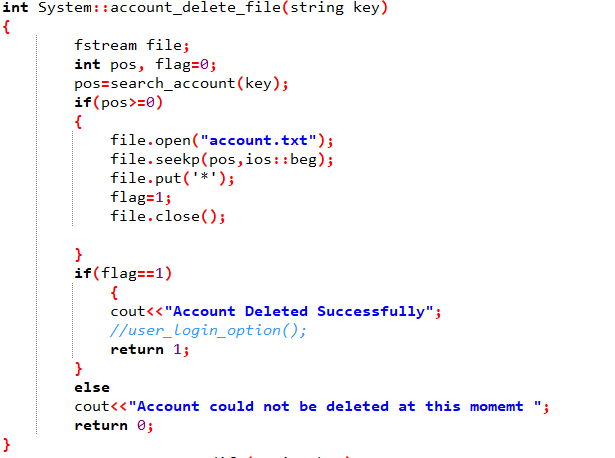 int System::account_delete_file(string key)
{
fstream file;
int pos, flag=0;
pos=search_account(key);
if(pos>=0)
{
file.open("account.txt");
file.seekp(pos,ios::beg);
file.put('*');
flag=1;
file.close();
}
if(flag==1)
{
cout<<"Account Deleted Successfully";
//user_login_option();
return 1;
}
else
cout<<"Account could not be deleted at this momemt ";
return 0;
}